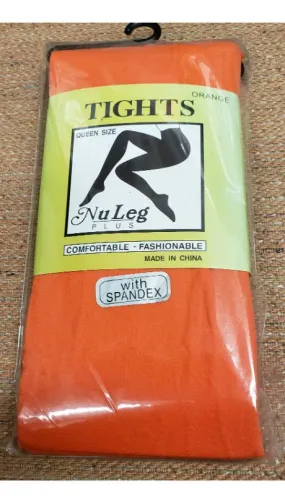 ORANGE
TIGHTS
QUEEN SIZE
NuLeg
PLUS
COMFORTABLE - FASHIONABLE
MADE IN CHINA
with
SPANDEX